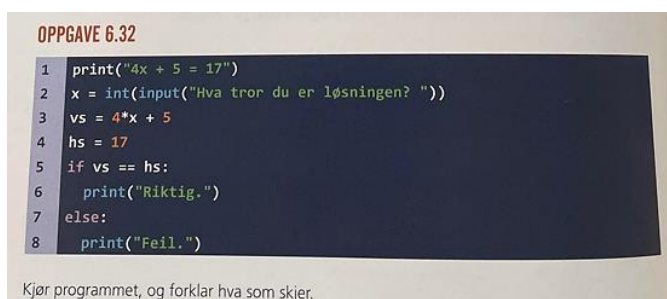 OPPGAVE 6.32
1 print("4x + 5 = 17")
2 x = int(input("Hva tror du er løsningen? "))
3 vs = 4*x + 5
4 hs = 17
5 if vs == hs:
6 print("Riktig.")
7 else:
8 print("Feil.")
Kjør programmet, og forklar hva som skjer.